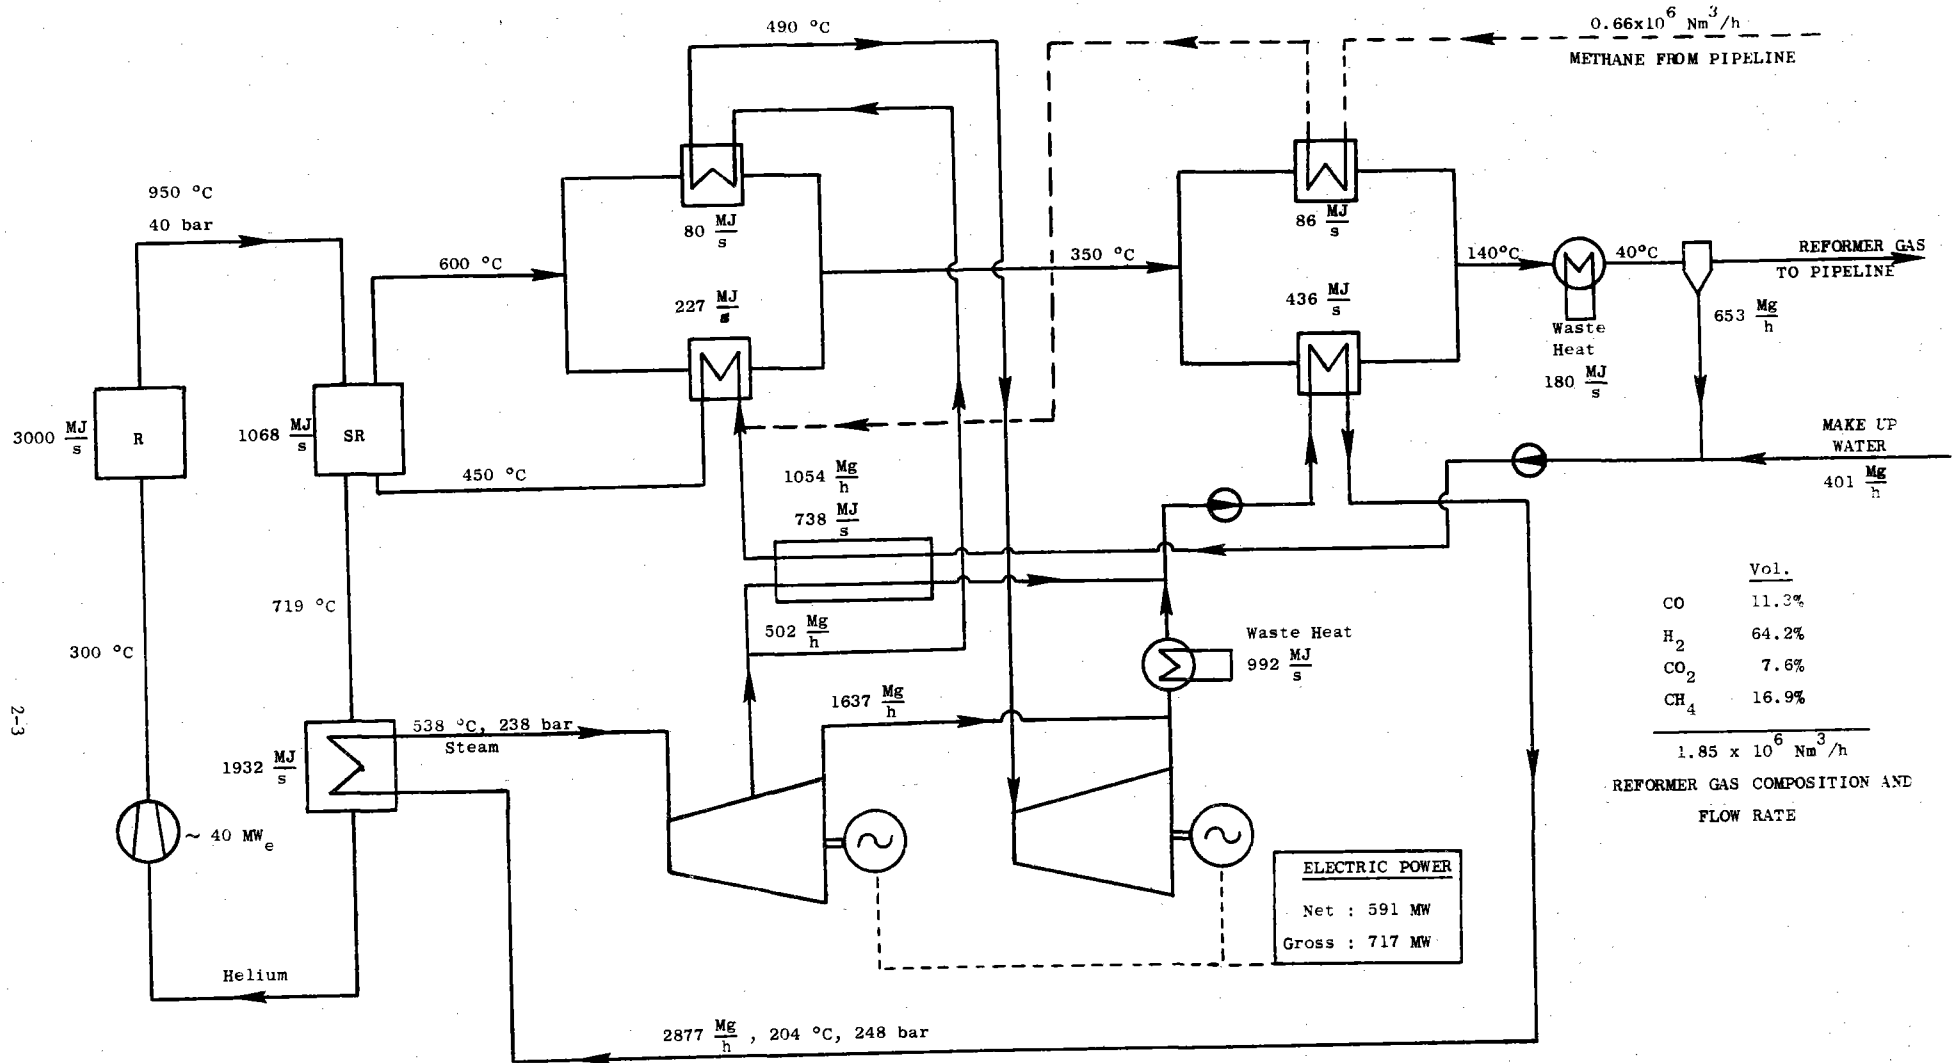 490 °C
0.66x10^6 Nm^3/h
METHANE FROM PIPELINE
950 °C
40 bar
80 MJ/s
86 MJ/s
600 °C
350 °C
140°C
40°C
REFORMER GAS
TO PIPELINE
227 MJ/s
436 MJ/s
653 Mg/h
Waste
Heat
180 MJ/s
3000 MJ/s
R
1068 MJ/s
SR
MAKE UP
WATER
401 Mg/h
450 °C
1054 Mg/h
738 MJ/s
719 °C
502 Mg/h
300 °C
Waste Heat
992 MJ/s
Vol.
CO 11.3%
H2 64.2%
CO2 7.6%
CH4 16.9%
1.85 x 10^6 Nm^3/h
REFORMER GAS COMPOSITION AND
FLOW RATE
1637 Mg/h
538 °C, 238 bar
Steam
1932 MJ/s
~ 40 MWe
ELECTRIC POWER
Net : 591 MW
Gross : 717 MW
Helium
2877 Mg/h , 204 °C, 248 bar
2-3